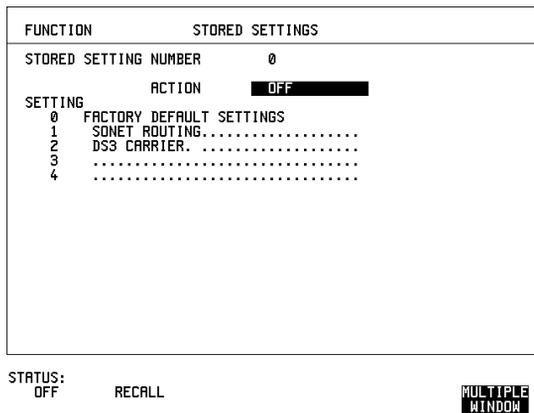 FUNCTION STORED SETTINGS
STORED SETTING NUMBER 0
ACTION OFF
SETTING
0 FACTORY DEFAULT SETTINGS
1 SONET ROUTING...................
2 DS3 CARRIER. ...................
3 ................................
4 ................................
STATUS:
OFF RECALL MULTIPLE
WINDOW